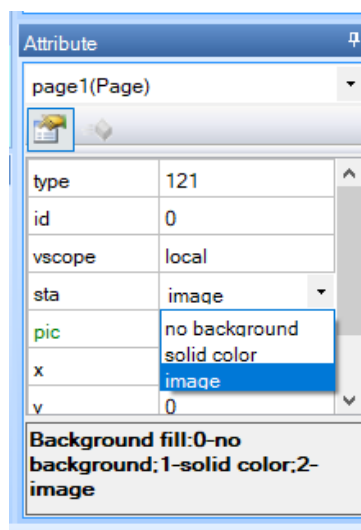 Attribute
page1(Page)
type 121
id 0
vscope local
sta image
pic no background
solid color
x image
y 0
Background fill:0-no
background;1-solid color;2-
image